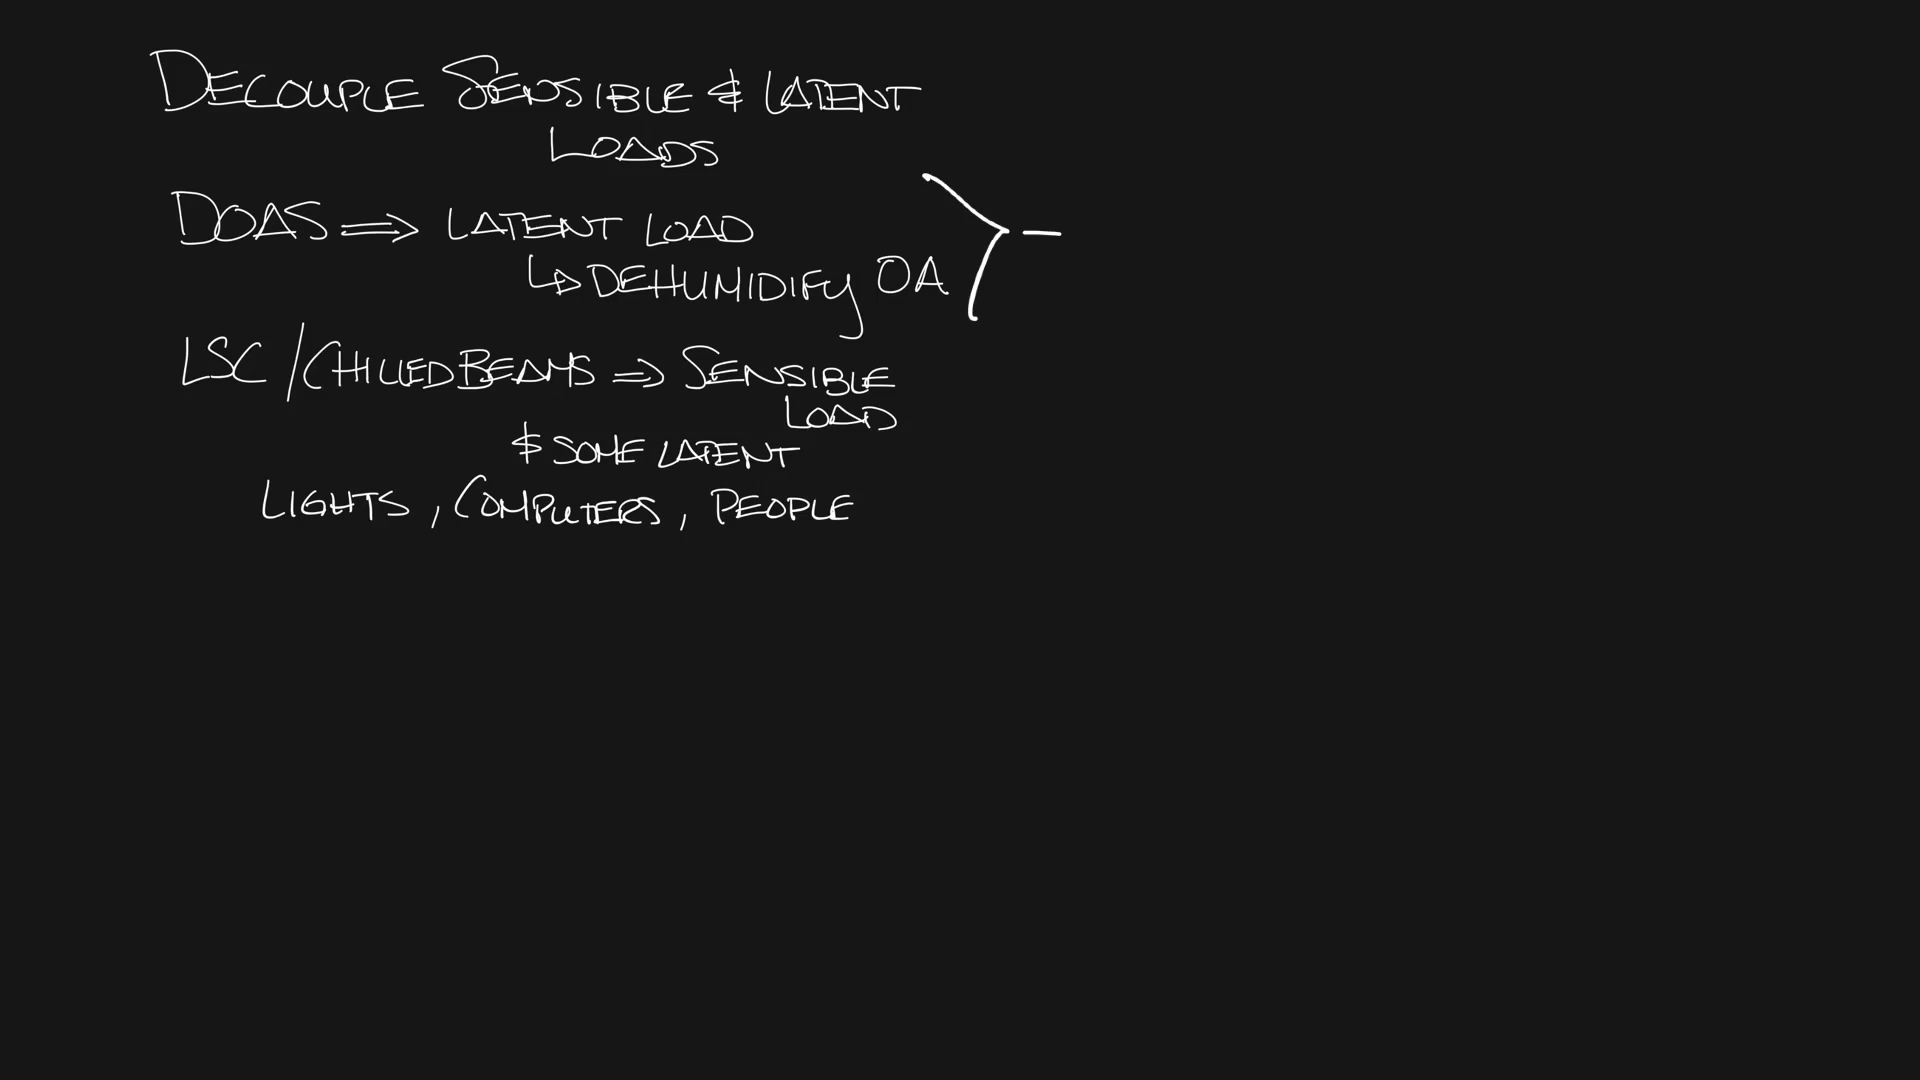 DECOUPLE SENSIBLE & LATENT
LOADS
DOAS ⇒ LATENT LOAD
↳ DEHUMIDIFY OA
LSC / CHILLED BEAMS ⇒ SENSIBLE
LOAD
& SOME LATENT
LIGHTS, COMPUTERS, PEOPLE